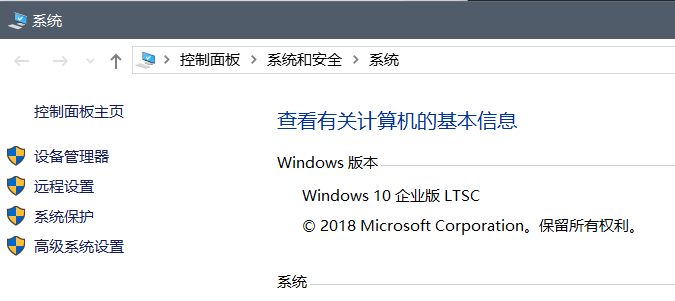 系统
控制面板 系统和安全 系统
控制面板主页
设备管理器
远程设置
系统保护
高级系统设置
查看有关计算机的基本信息
Windows 版本
Windows 10 企业版 LTSC
© 2018 Microsoft Corporation。保留所有权利。
系统